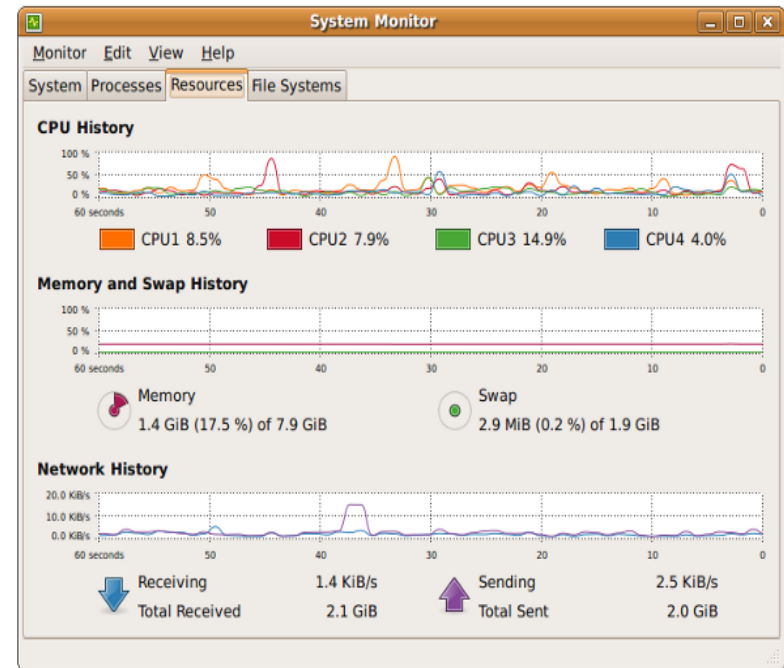 System Monitor
Monitor Edit View Help
System Processes Resources File Systems
CPU History
100 %
50 %
0 %
60 seconds 50 40 30 20 10 0
CPU1 8.5% CPU2 7.9% CPU3 14.9% CPU4 4.0%
Memory and Swap History
100 %
50 %
0 %
60 seconds 50 40 30 20 10 0
Memory Swap
1.4 GiB (17.5 %) of 7.9 GiB 2.9 MiB (0.2 %) of 1.9 GiB
Network History
20.0 KiB/s
10.0 KiB/s
0.0 KiB/s
60 seconds 50 40 30 20 10 0
Receiving 1.4 KiB/s Sending 2.5 KiB/s
Total Received 2.1 GiB Total Sent 2.0 GiB